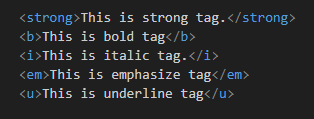 <strong>This is strong tag.</strong>
<b>This is bold tag</b>
<i>This is italic tag.</i>
<em>This is emphasize tag</em>
<u>This is underline tag</u>